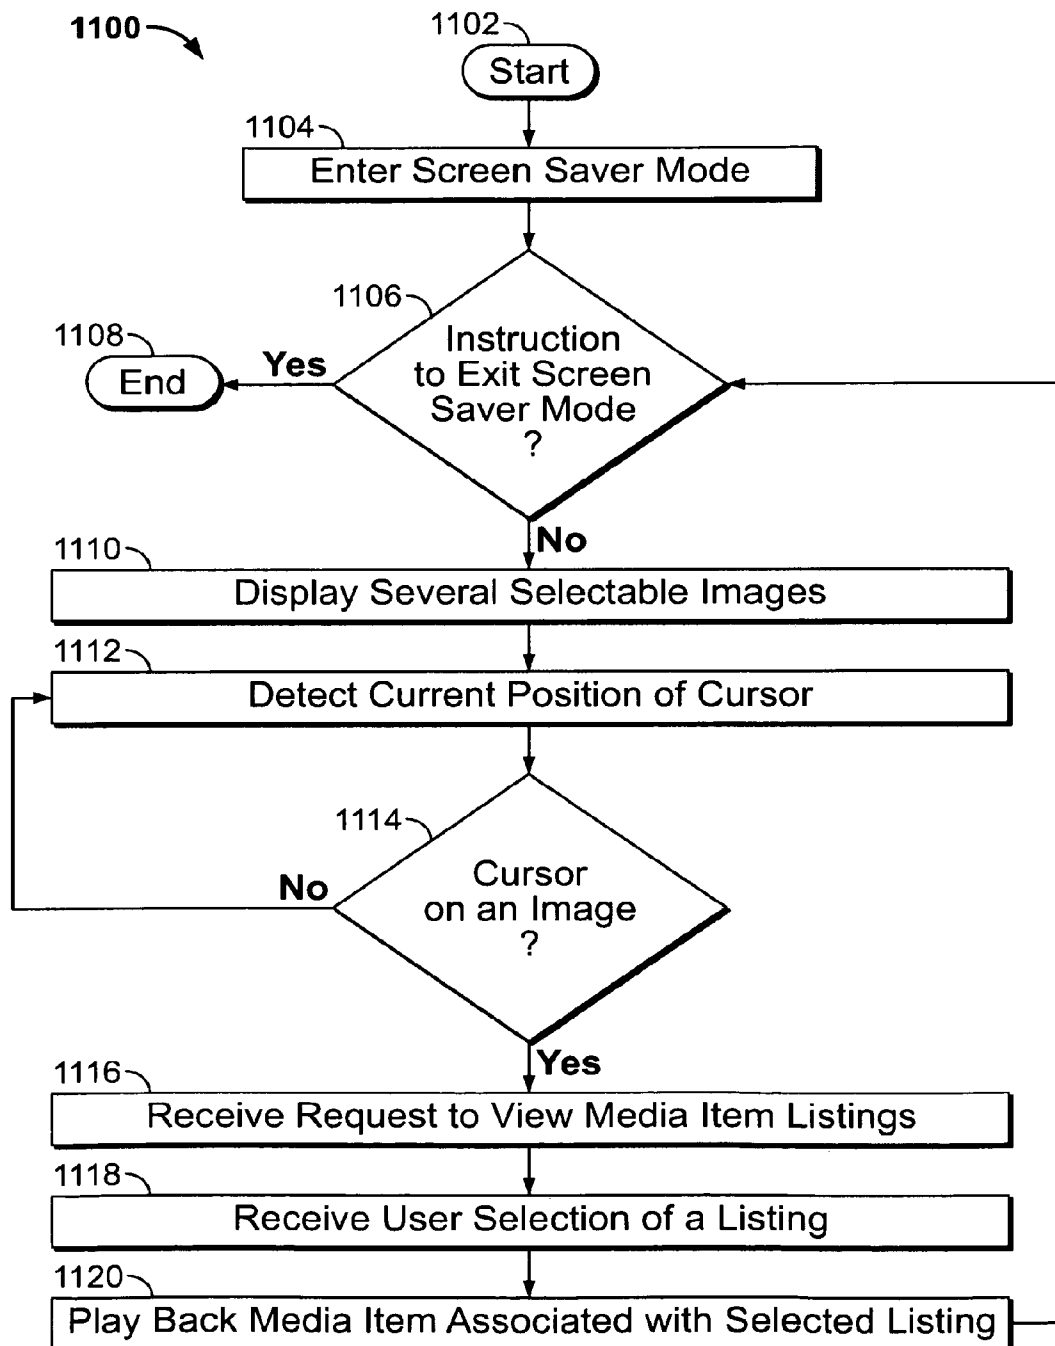 1100
1102
Start
1104
Enter Screen Saver Mode
1106
Instruction
to Exit Screen
Saver Mode
?
1108
End
Yes
No
1110
Display Several Selectable Images
1112
Detect Current Position of Cursor
1114
Cursor
on an Image
?
No
Yes
1116
Receive Request to View Media Item Listings
1118
Receive User Selection of a Listing
1120
Play Back Media Item Associated with Selected Listing